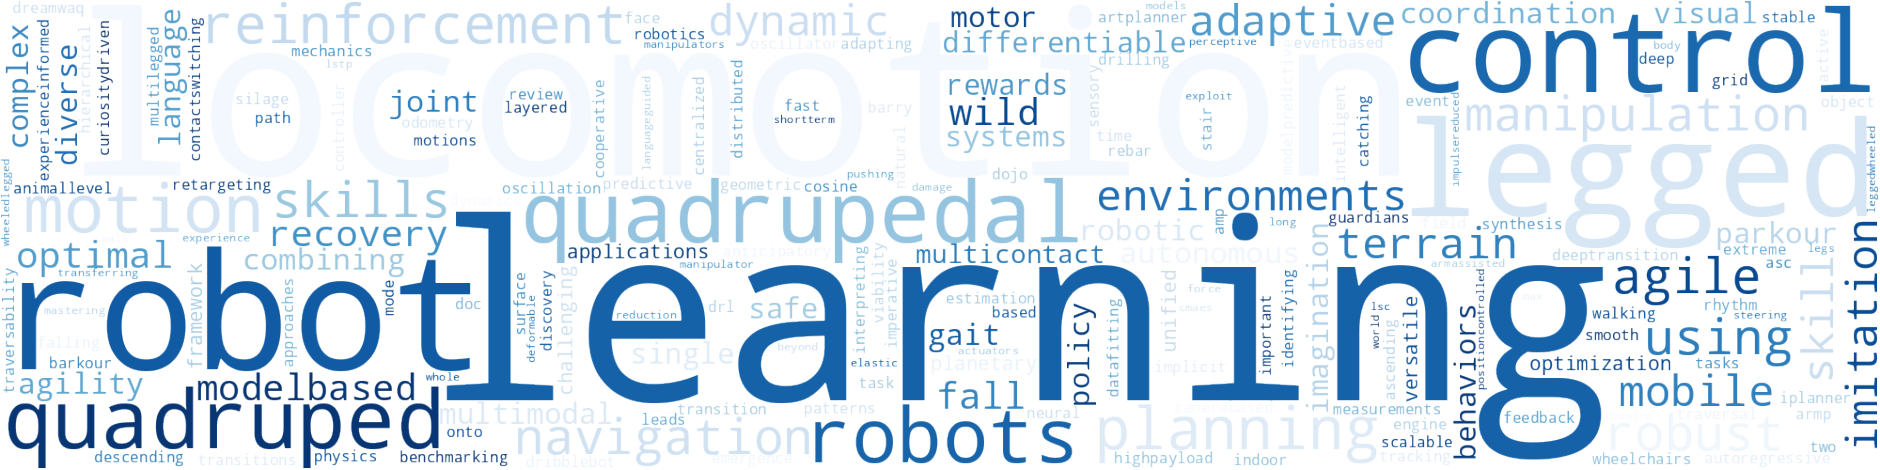 dreamwaq
complex
experienceinformed
diverse
hierarchical
curiositydriven
multilegged
language
contactswitching
reinforcement
mechanics
lstp
face
robotics
manipulators
dynamic
oscillator
adapting
motor
differentiable
models
artplanner
perceptive
drilling
adaptive
eventbased
coordination
visual
stable
control
body
deep
grid
active
locomotion
silage
path
controller
joint
odometry
motions
review
layered
cooperative
languageguided
centralized
distributed
fast
shortterm
barry
natural
rewards
wild
systems
sensory
time
rebar
exploit
stair
modelpredictive
intelligent
catching
event
impulsereduced
manipulation
object
legged
leggedwheeled
wheeledlegged
animallevel
retargeting
motion
skills
recovery
oscillation
predictive
geometric
cosine
pushing
damage
dojo
quadrupedal
environments
amp
long
guardians
field
synthesis
robotic
terrain
parkour
extreme
legs
asc
optimal
experience
transferring
combining
applications
manipulator
anticipatory
multicontact
autonomous
armassisted
deeptransition
agile
imitation
traversability
robot
mastering
framework
approaches
mode
doc
surface
deformable
discovery
challenging
reduction
drl
safe
beyond
interpreting
viability
imperative
estimation
based
gait
actuators
policy
datafitting
unified
force
cmaes
important
identifying
imagination
world
lsc
ascending
versatile
behaviors
positioncontrolled
walking
smooth
using
rhythm
steering
skill
learning
falling
barkour
agility
modelbased
whole
single
elastic
task
planetary
implicit
optimization
tasks
mobile
iplanner
armp
quadruped
multimodal
leads
transition
patterns
fall
neural
measurements
engine
scalable
tracking
feedback
traversal
robust
two
onto
descending
transitions
physics
benchmarking
navigation
dribblebot
emergence
robots
planning
highpayload
indoor
wheelchairs
autoregressive